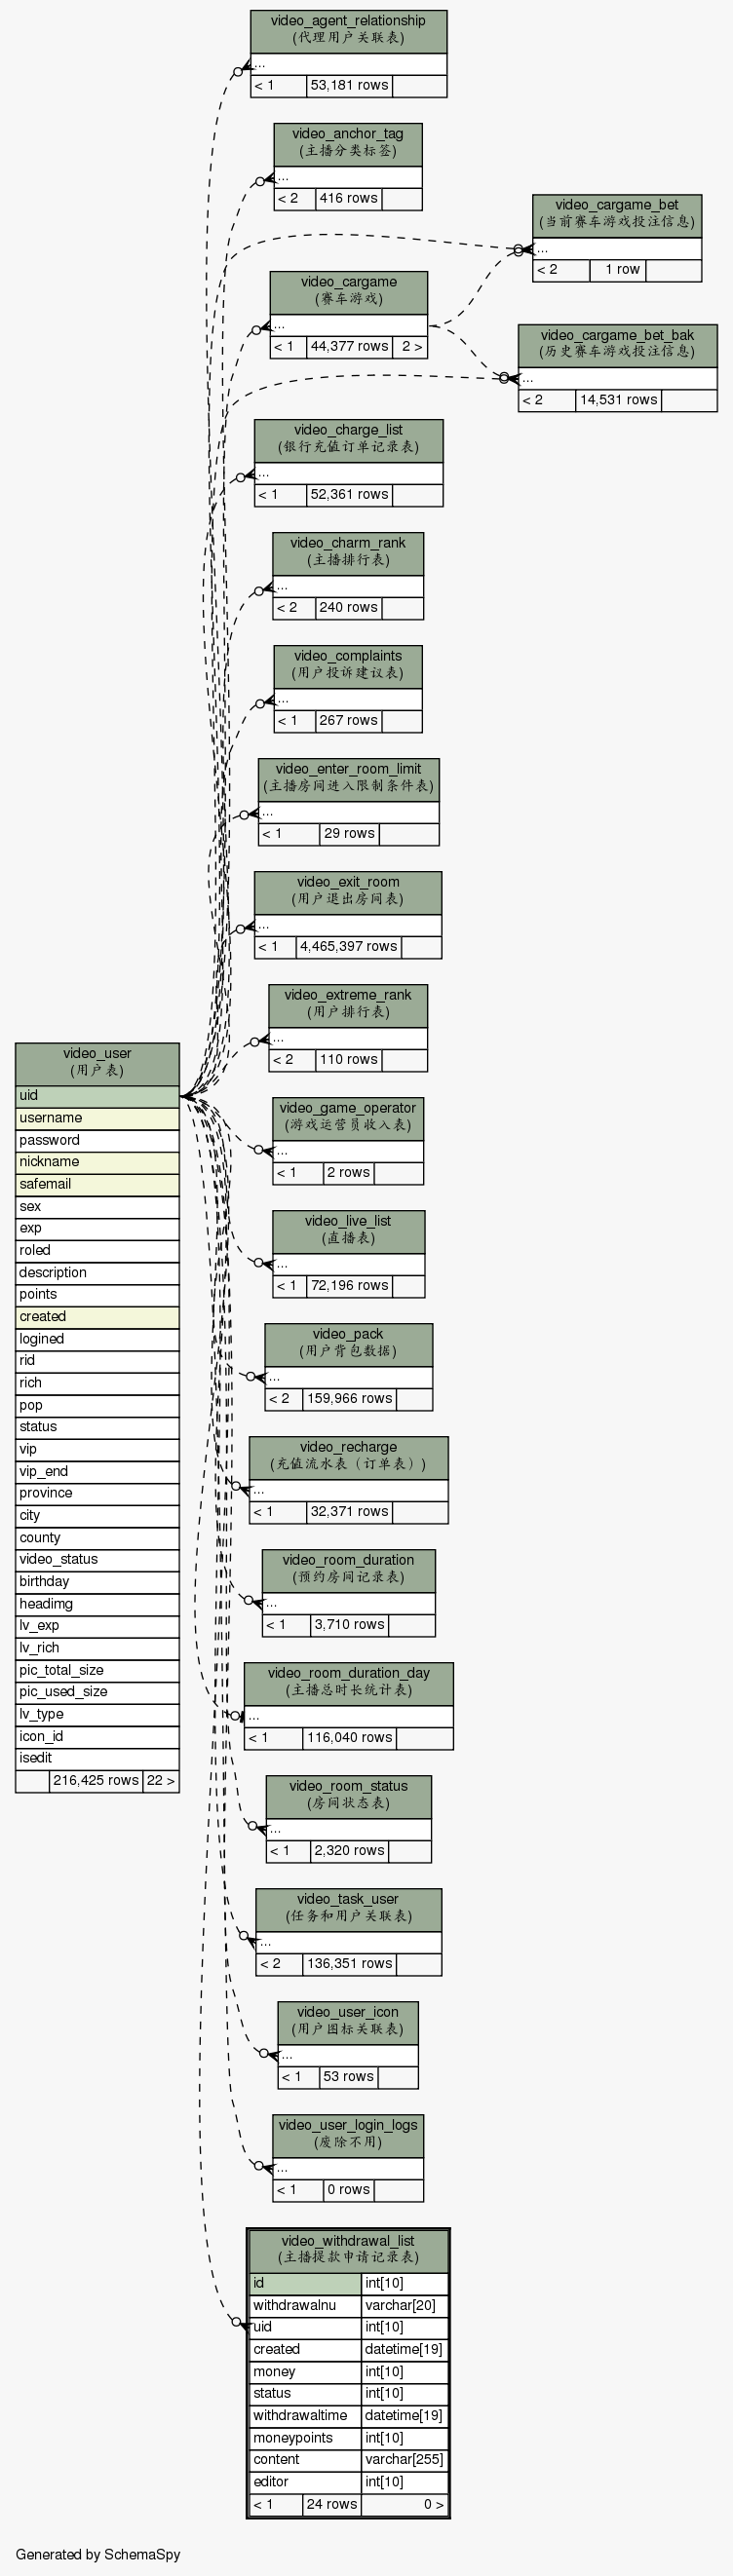 video_agent_relationship
(代理用户关联表)
...
< 1 53,181 rows
video_anchor_tag
(主播分类标签)
...
< 2 416 rows
video_cargame_bet
(当前赛车游戏投注信息)
...
< 2 1 row
video_cargame
(赛车游戏)
...
< 1 44,377 rows 2 >
video_cargame_bet_bak
(历史赛车游戏投注信息)
...
< 2 14,531 rows
video_charge_list
(银行充值订单记录表)
...
< 1 52,361 rows
video_charm_rank
(主播排行表)
...
< 2 240 rows
video_complaints
(用户投诉建议表)
...
< 1 267 rows
video_enter_room_limit
(主播房间进入限制条件表)
...
< 1 29 rows
video_exit_room
(用户退出房间表)
...
< 1 4,465,397 rows
video_extreme_rank
(用户排行表)
...
< 2 110 rows
video_user
(用户表)
uid
username
password
nickname
safemail
sex
exp
roled
description
points
created
logined
rid
rich
pop
status
vip
vip_end
province
city
county
video_status
birthday
headimg
lv_exp
lv_rich
pic_total_size
pic_used_size
lv_type
icon_id
isedit
216,425 rows 22 >
video_game_operator
(游戏运营员收入表)
...
< 1 2 rows
video_live_list
(直播表)
...
< 1 72,196 rows
video_pack
(用户背包数据)
...
< 2 159,966 rows
video_recharge
(充值流水表（订单表）)
...
< 1 32,371 rows
video_room_duration
(预约房间记录表)
...
< 1 3,710 rows
video_room_duration_day
(主播总时长统计表)
...
< 1 116,040 rows
video_room_status
(房间状态表)
...
< 1 2,320 rows
video_task_user
(任务和用户关联表)
...
< 2 136,351 rows
video_user_icon
(用户图标关联表)
...
< 1 53 rows
video_user_login_logs
(废除不用)
...
< 1 0 rows
video_withdrawal_list
(主播提款申请记录表)
id int[10]
withdrawalnu varchar[20]
uid int[10]
created datetime[19]
money int[10]
status int[10]
withdrawaltime datetime[19]
moneypoints int[10]
content varchar[255]
editor int[10]
< 1 24 rows 0 >
Generated by SchemaSpy